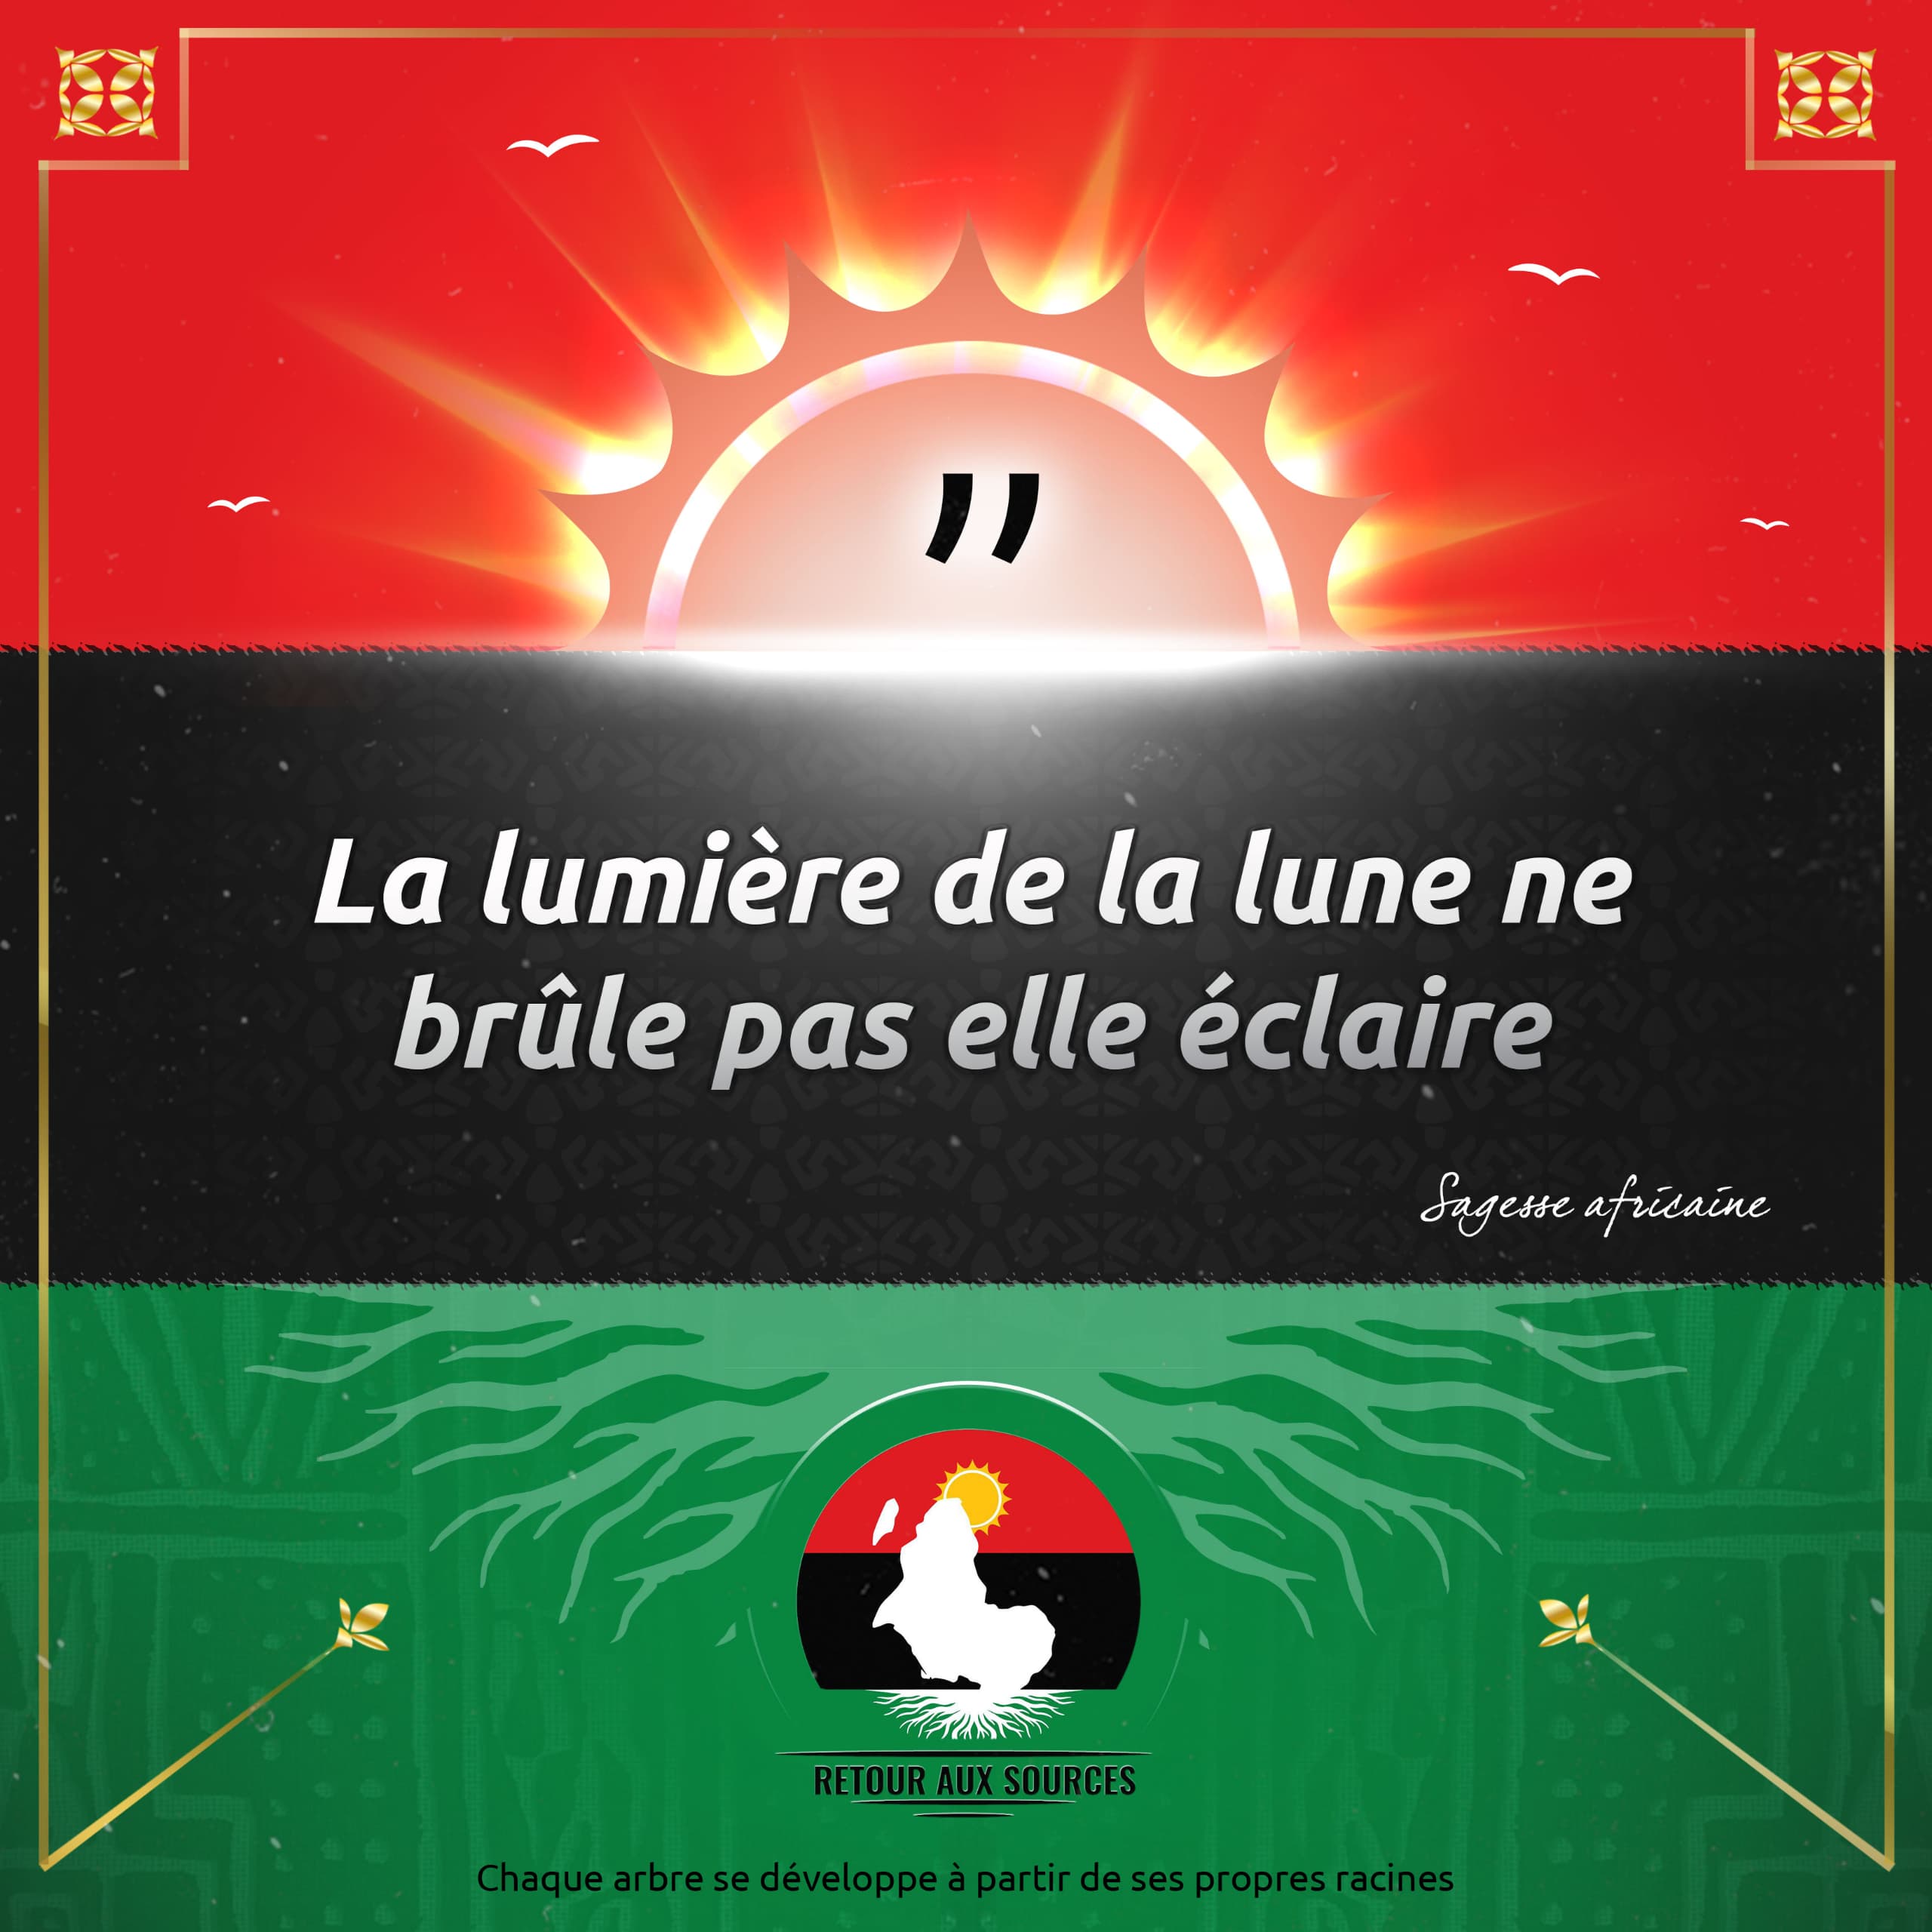 ”
La lumière de la lune ne
brûle pas elle éclaire
Sagesse africaine
RETOUR AUX SOURCES
Chaque arbre se développe à partir de ses propres racines